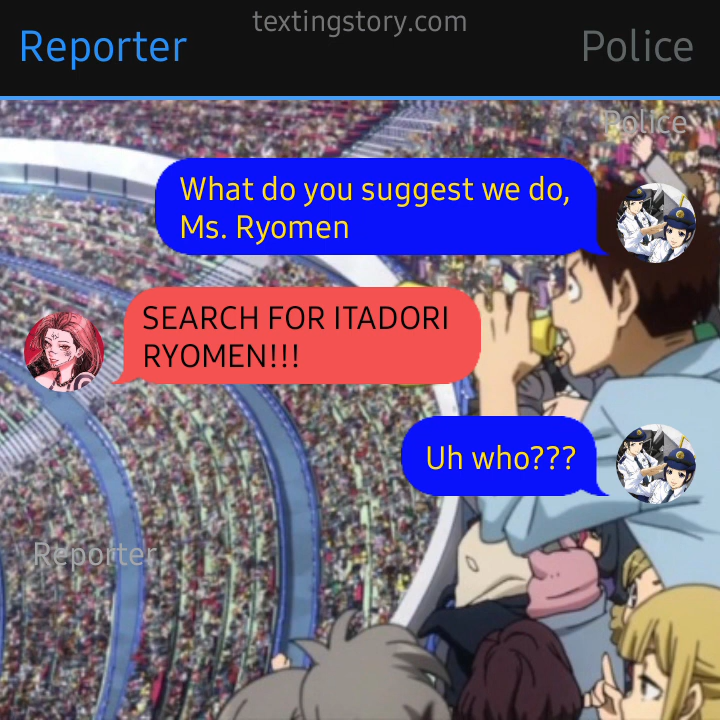 textingstory.com
Reporter
Police
Police
What do you suggest we do,
Ms. Ryomen
SEARCH FOR ITADORI
RYOMEN!!!
Uh who???
Reporter